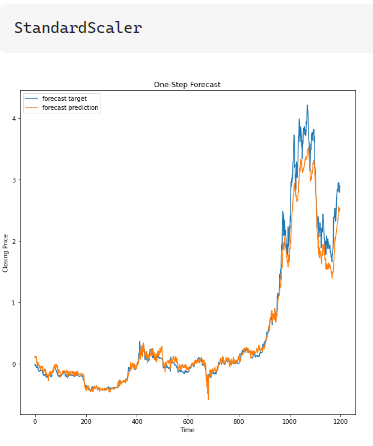 StandardScaler
One-Step Forecast
forecast target
forecast prediction
4
3
2
1
0
Closing Price
0 200 400 600 800 1000 1200
Time